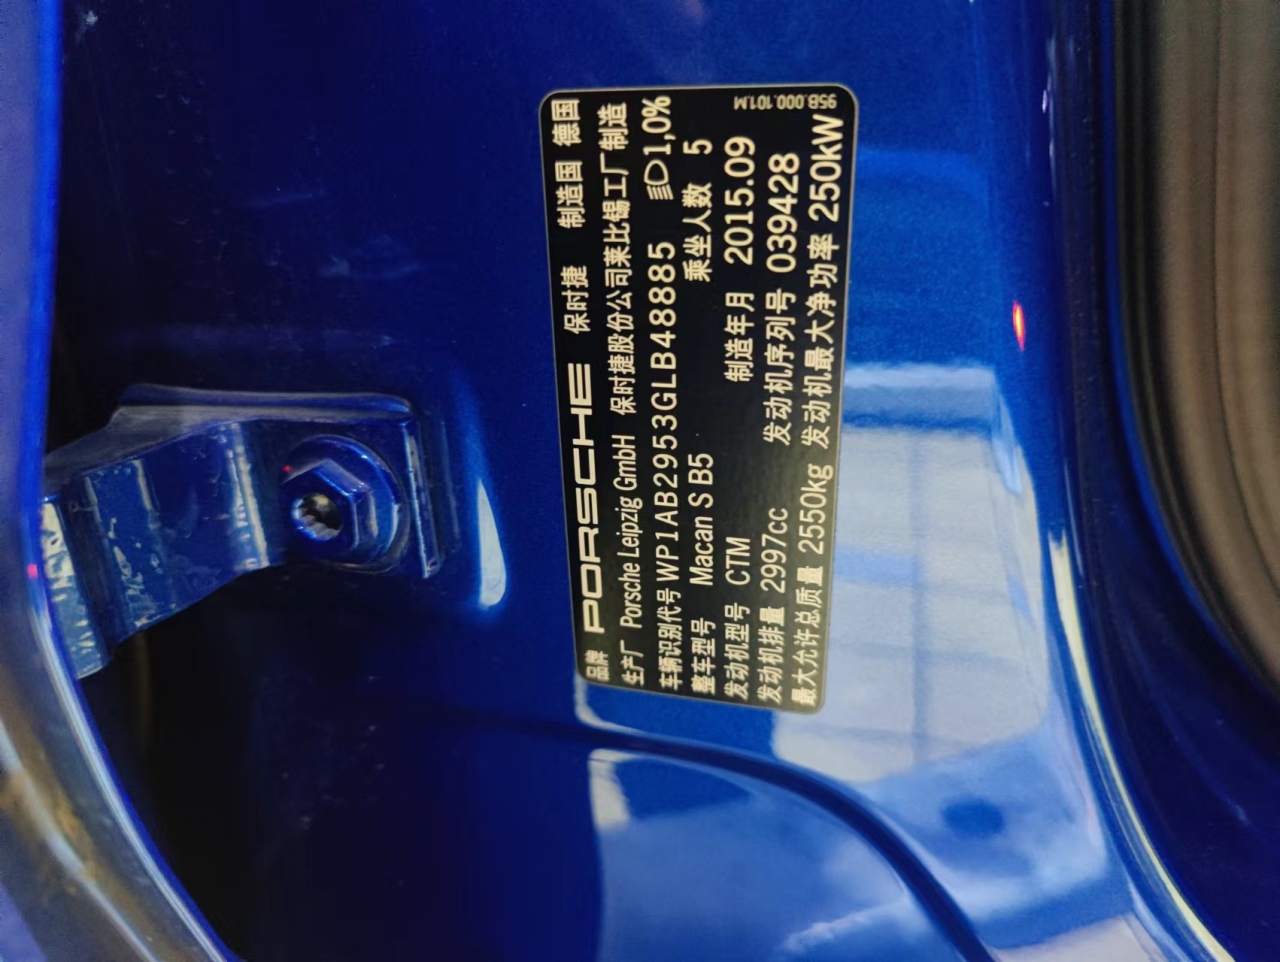 品牌 PORSCHE 保时捷 制造国 德国
生产厂 Porsche Leipzig GmbH 保时捷股份公司莱比锡工厂制造
车辆识别代号 WP1AB2953GLB48885 1,0%
整车型号 Macan S B5 乘坐人数 5
发动机型号 CTM 制造年月 2015.09
发动机排量 2997cc 发动机序列号 039428
最大允许总质量 2550kg 发动机最大净功率 250kW
95B.000.101.M